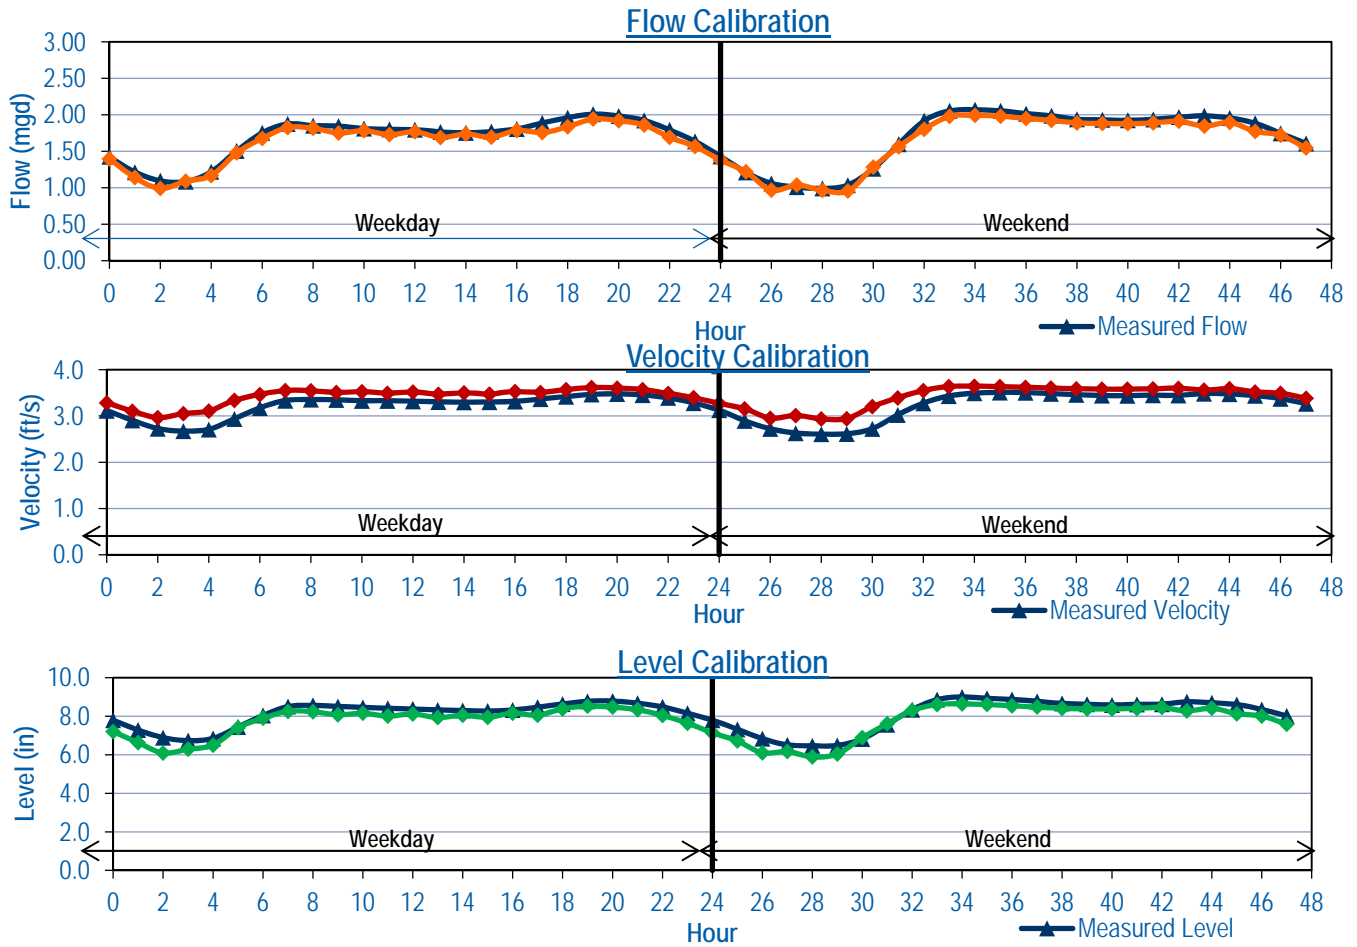 Flow Calibration
3.00
2.50
2.00
1.50
1.00
0.50
0.00
Flow (mgd)
Weekday
Weekend
0 2 4 6 8 10 12 14 16 18 20 22 24 26 28 30 32 34 36 38 40 42 44 46 48
Hour
Measured Flow
Velocity Calibration
4.0
3.0
2.0
1.0
0.0
Velocity (ft/s)
Weekday
Weekend
0 2 4 6 8 10 12 14 16 18 20 22 24 26 28 30 32 34 36 38 40 42 44 46 48
Hour
Measured Velocity
Level Calibration
10.0
8.0
6.0
4.0
2.0
0.0
Level (in)
Weekday
Weekend
0 2 4 6 8 10 12 14 16 18 20 22 24 26 28 30 32 34 36 38 40 42 44 46 48
Hour
Measured Level